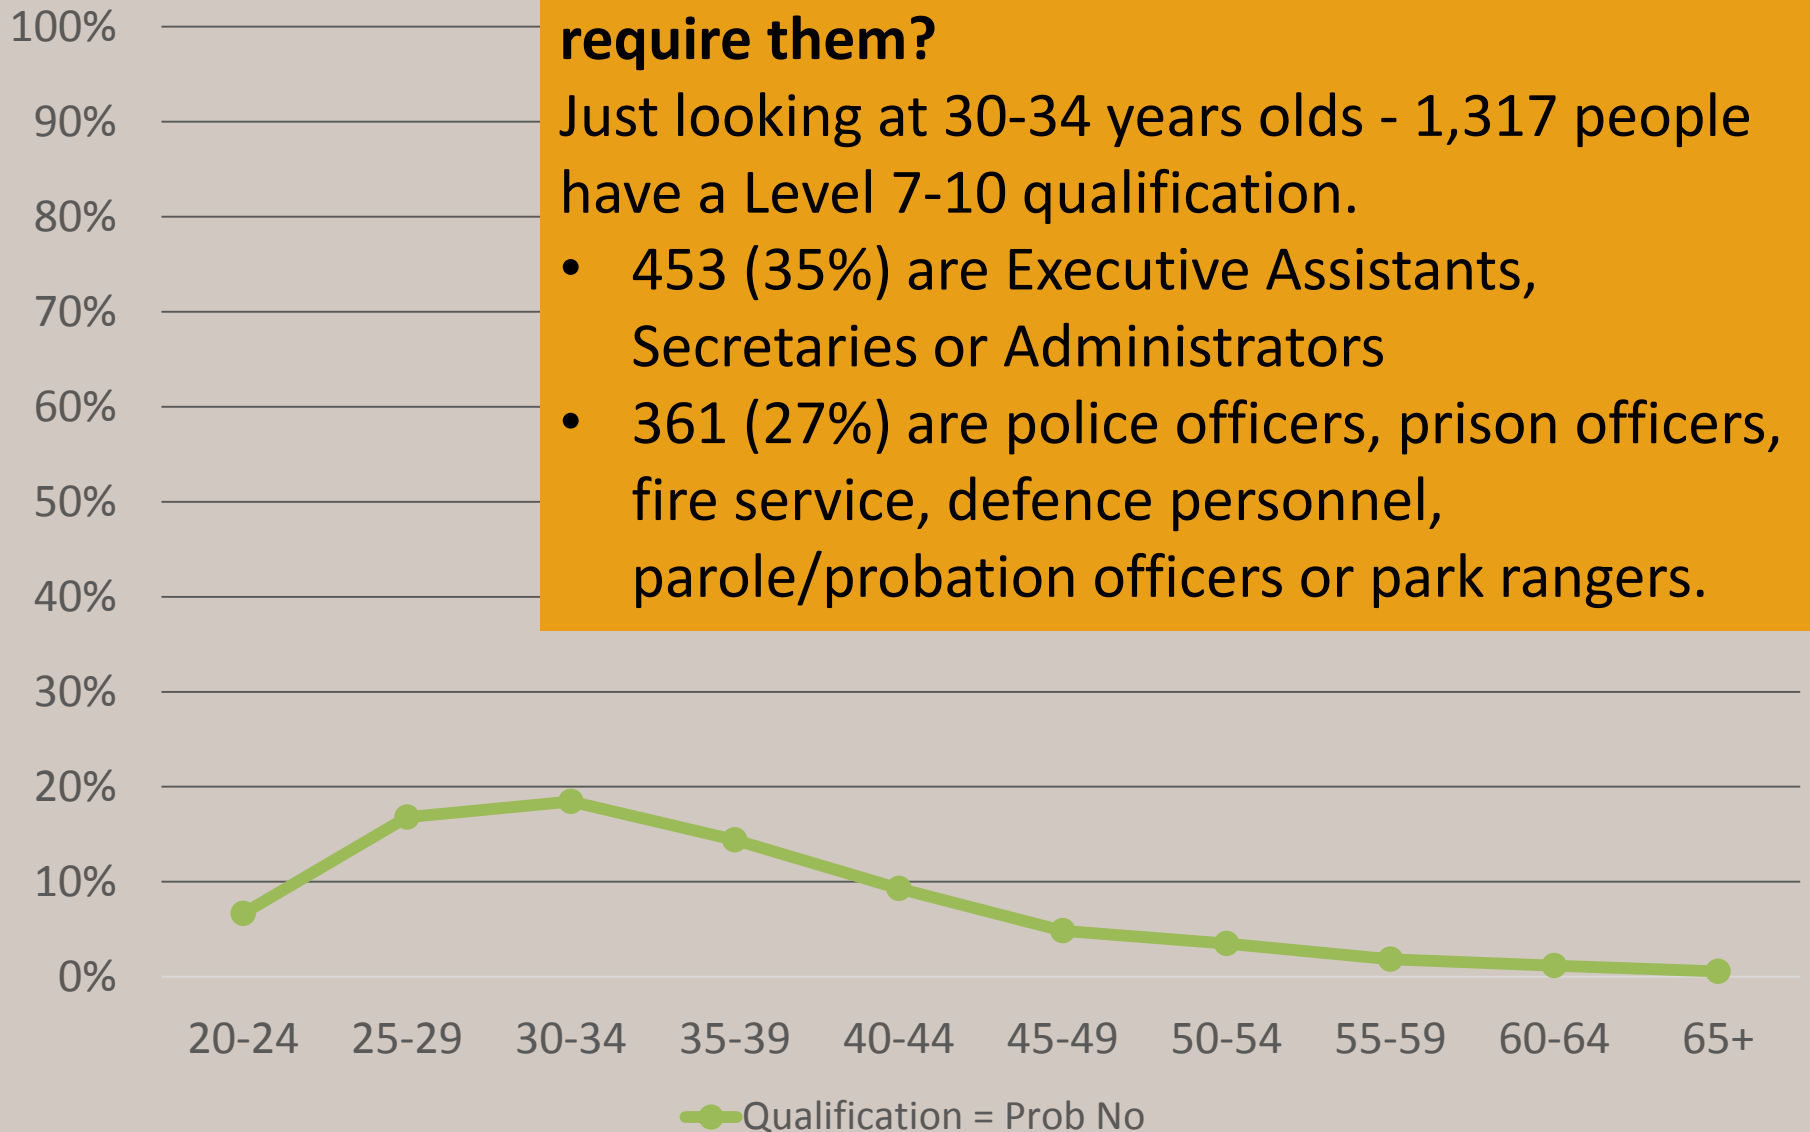 require them?
Just looking at 30-34 years olds - 1,317 people
have a Level 7-10 qualification.
• 453 (35%) are Executive Assistants,
Secretaries or Administrators
• 361 (27%) are police officers, prison officers,
fire service, defence personnel,
parole/probation officers or park rangers.
100%
90%
80%
70%
60%
50%
40%
30%
20%
10%
0%
20-24 25-29 30-34 35-39 40-44 45-49 50-54 55-59 60-64 65+
Qualification = Prob No